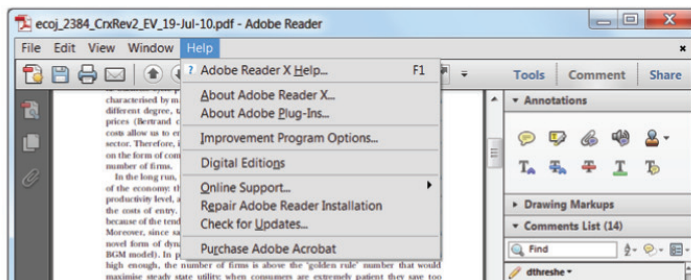 ecoj_2384_CrxRev2_EV_19-Jul-10.pdf - Adobe Reader
File Edit View Window Help
Tools Comment Share
? Adobe Reader X Help... F1
About Adobe Reader X...
About Adobe Plug-Ins...
Improvement Program Options...
Digital Editions
Online Support...
Repair Adobe Reader Installation
Check for Updates...
Purchase Adobe Acrobat
characterised by m
different degree, t
prices (Bertrand c
costs allow us to er
sector. Therefore, i
on the form of com
number of firms.
In the long run,
of the economy: th
productivity level, a
the costs of entry.
because of the tend
Moreover, since sa
novel form of dyna
BGM model). In p
high enough, the number of firms is above the "golden rule" number that would
maximise steady state utility: when consumers are extremely patient they save too
Annotations
Drawing Markups
Comments List (14)
Find
dthreshe